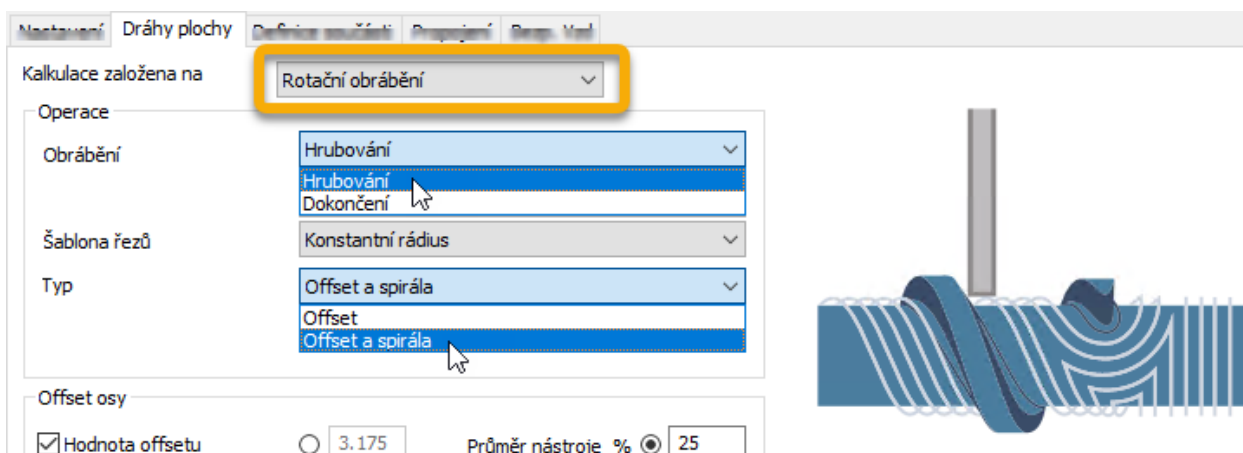 Dráhy plochy
Kalkulace založena na Rotační obrábění
Operace
Obrábění Hrubování
Hrubování
Dokončení
Šablona řezů Konstantní rádius
Typ Offset a spirála
Offset
Offset a spirála
Offset osy
Hodnota offsetu 3.175 Průměr nástroje % 25